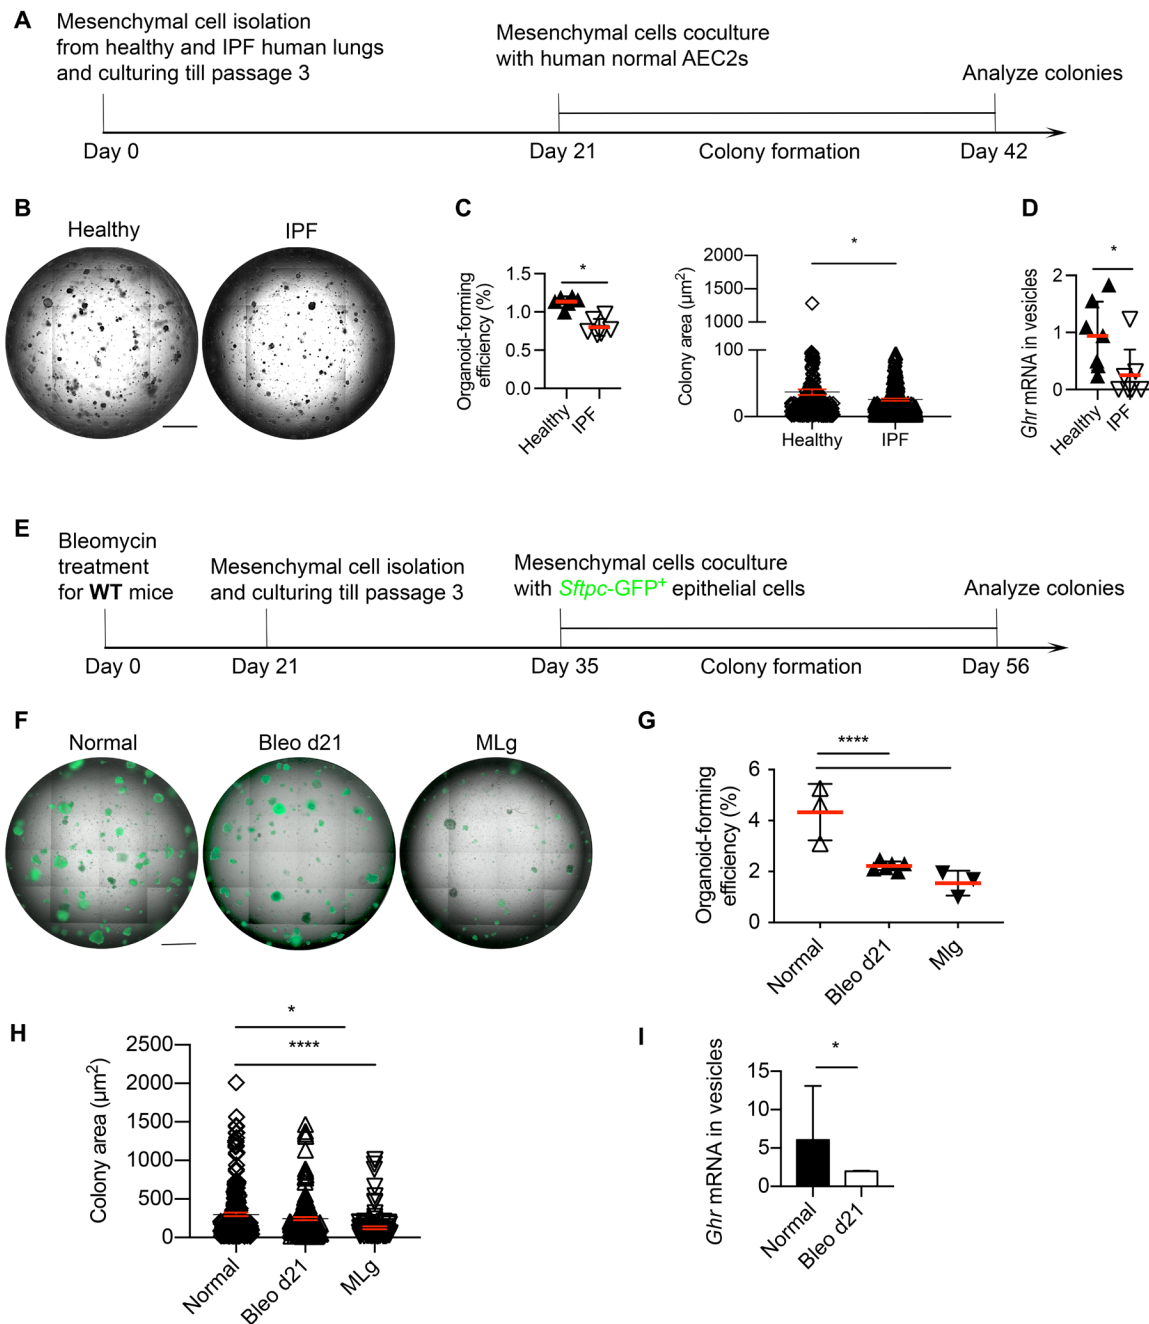 A
Mesenchymal cell isolation
from healthy and IPF human lungs
and culturing till passage 3
Mesenchymal cells coculture
with human normal AEC2s
Analyze colonies
Day 0
Day 21
Colony formation
Day 42
B
Healthy
IPF
C
Organoid-forming
efficiency (%)
1.5
1.0
0.5
0.0
*
Healthy
IPF
Colony area (µm²)
2000
1500
1000
100
0
*
Healthy
IPF
D
Ghr mRNA in vesicles
2
1
0
*
Healthy
IPF
E
Bleomycin
treatment
for WT mice
Mesenchymal cell isolation
and culturing till passage 3
Mesenchymal cells coculture
with Sftpc-GFP⁺ epithelial cells
Analyze colonies
Day 0
Day 21
Day 35
Colony formation
Day 56
F
Normal
Bleo d21
MLg
G
Organoid-forming
efficiency (%)
6
4
2
0
****
Normal
Bleo d21
Mlg
H
Colony area (µm²)
2500
2000
1500
1000
500
0
*
****
Normal
Bleo d21
MLg
I
Ghr mRNA in vesicles
15
10
5
0
*
Normal
Bleo d21